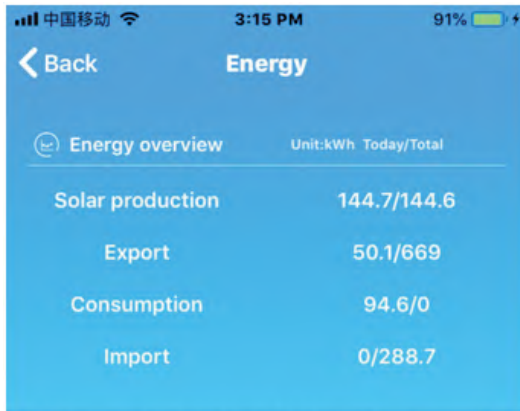 中国移动 3:15 PM 91%
Back Energy
Energy overview Unit:kWh Today/Total
Solar production 144.7/144.6
Export 50.1/669
Consumption 94.6/0
Import 0/288.7